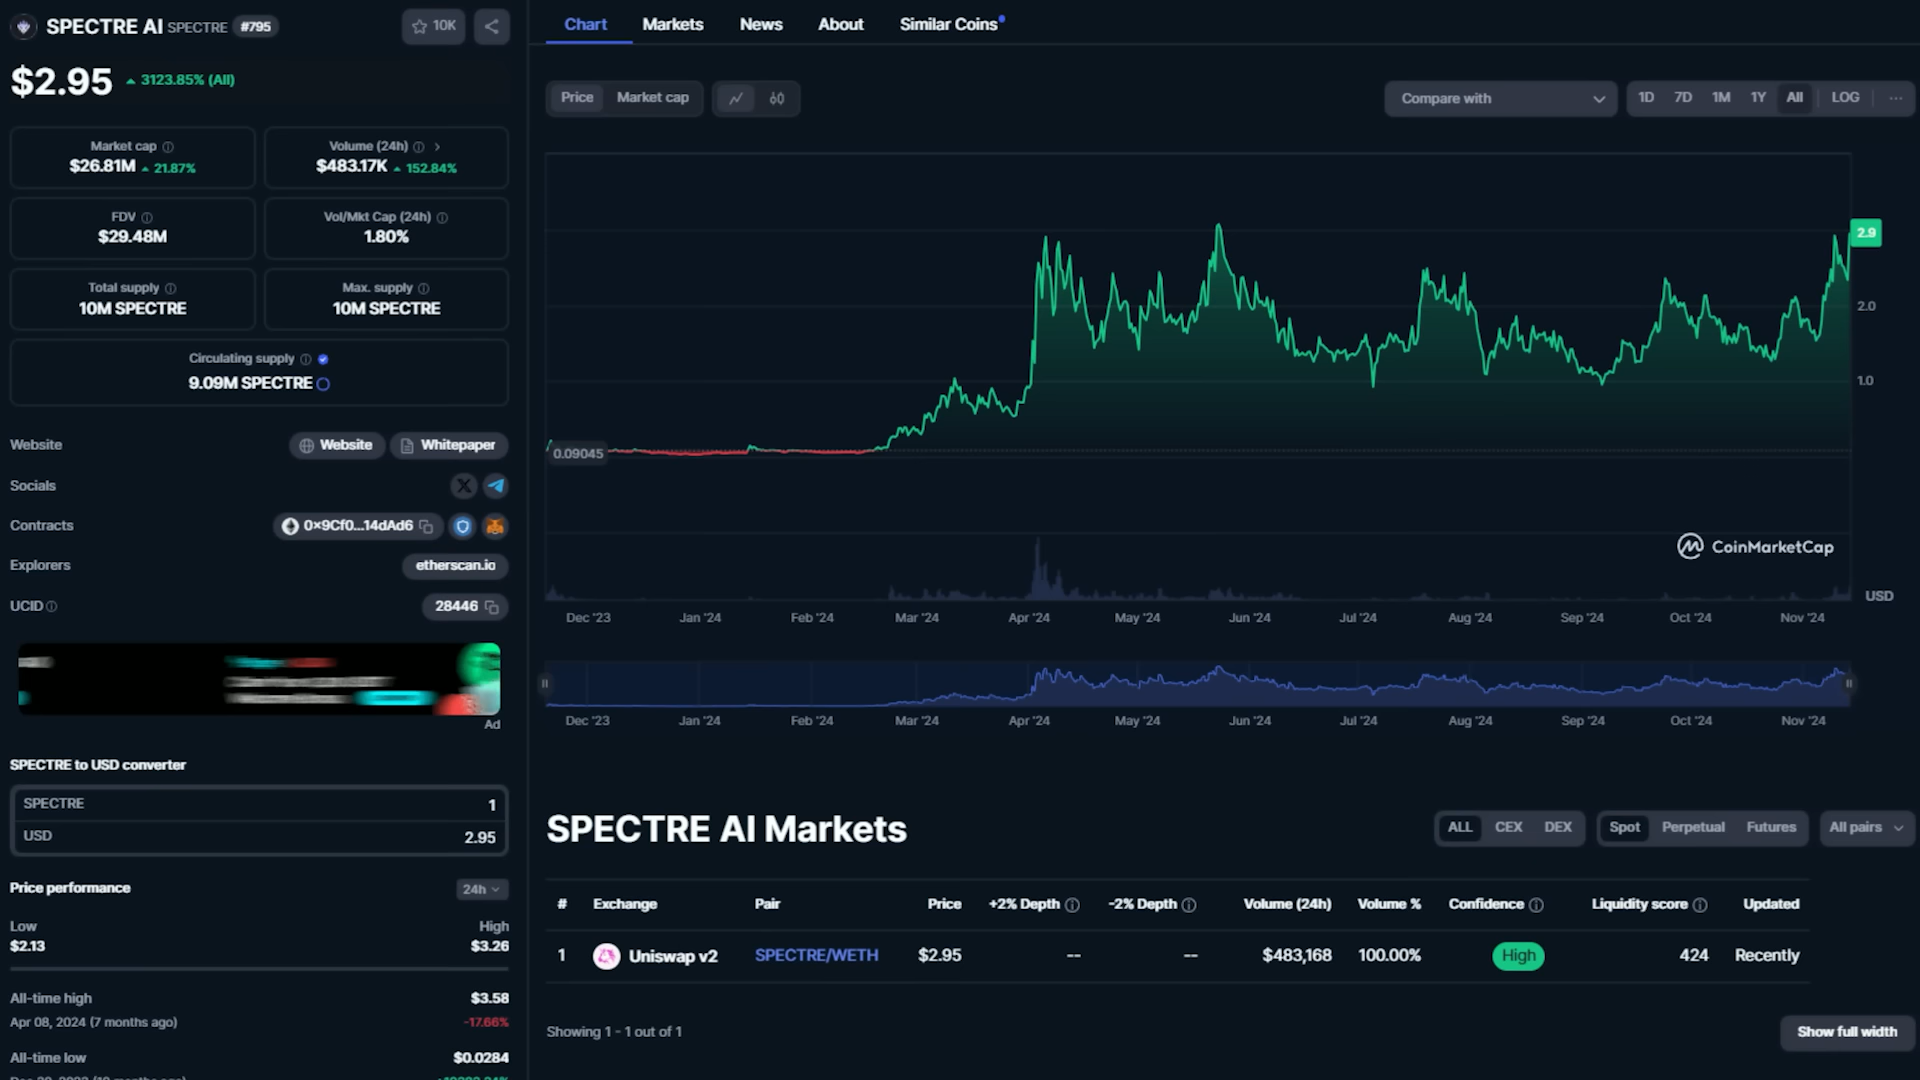 SPECTRE AI SPECTRE #795
10K
$2.95 3123.85% (All)
Market cap
$26.81M 21.87%
Volume (24h)
$483.17K 152.84%
FDV
$29.48M
Vol/Mkt Cap (24h)
1.80%
Total supply
10M SPECTRE
Max. supply
10M SPECTRE
Circulating supply
9.09M SPECTRE
Website
Website
Whitepaper
Socials
Contracts
0x9Cf0...14dAd6
Explorers
etherscan.io
UCID
28446
Ad
SPECTRE to USD converter
SPECTRE 1
USD 2.95
Price performance
24h
Low High
$2.13 $3.26
All-time high $3.58
Apr 08, 2024 (7 months ago) -17.66%
All-time low $0.0284
Chart Markets News About Similar Coins
Price Market cap
Compare with
1D 7D 1M 1Y All LOG ...
2.9
2.0
1.0
0.09045
CoinMarketCap
USD
Dec '23 Jan '24 Feb '24 Mar '24 Apr '24 May '24 Jun '24 Jul '24 Aug '24 Sep '24 Oct '24 Nov '24
Dec '23 Jan '24 Feb '24 Mar '24 Apr '24 May '24 Jun '24 Jul '24 Aug '24 Sep '24 Oct '24 Nov '24
SPECTRE AI Markets
ALL CEX DEX
Spot Perpetual Futures
All pairs
# Exchange Pair Price +2% Depth -2% Depth Volume (24h) Volume % Confidence Liquidity score Updated
1 Uniswap v2 SPECTRE/WETH $2.95 -- -- $483,168 100.00% High 424 Recently
Showing 1 - 1 out of 1
Show full width